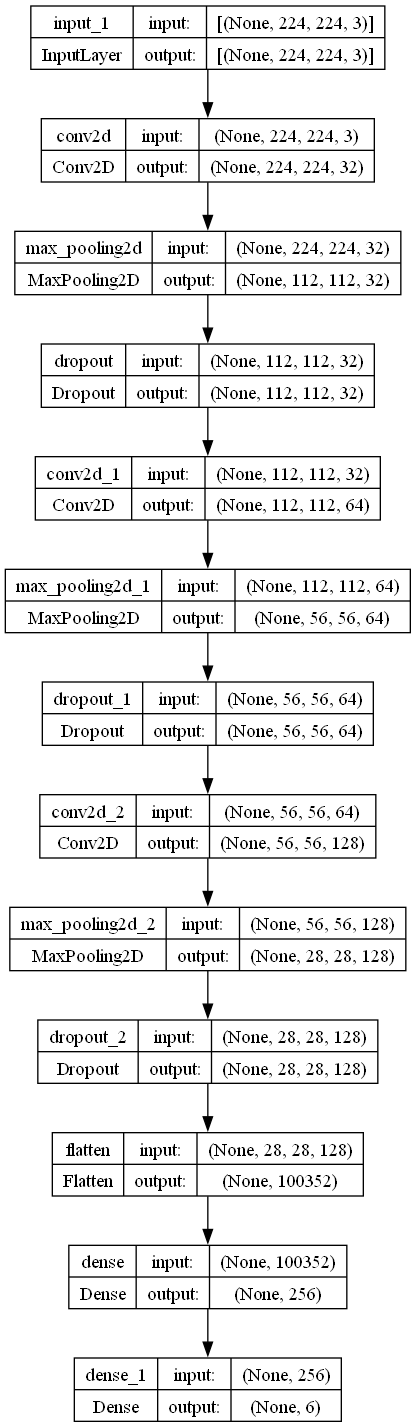 input_1 input: [(None, 224, 224, 3)]
InputLayer output: [(None, 224, 224, 3)]
conv2d input: (None, 224, 224, 3)
Conv2D output: (None, 224, 224, 32)
max_pooling2d input: (None, 224, 224, 32)
MaxPooling2D output: (None, 112, 112, 32)
dropout input: (None, 112, 112, 32)
Dropout output: (None, 112, 112, 32)
conv2d_1 input: (None, 112, 112, 32)
Conv2D output: (None, 112, 112, 64)
max_pooling2d_1 input: (None, 112, 112, 64)
MaxPooling2D output: (None, 56, 56, 64)
dropout_1 input: (None, 56, 56, 64)
Dropout output: (None, 56, 56, 64)
conv2d_2 input: (None, 56, 56, 64)
Conv2D output: (None, 56, 56, 128)
max_pooling2d_2 input: (None, 56, 56, 128)
MaxPooling2D output: (None, 28, 28, 128)
dropout_2 input: (None, 28, 28, 128)
Dropout output: (None, 28, 28, 128)
flatten input: (None, 28, 28, 128)
Flatten output: (None, 100352)
dense input: (None, 100352)
Dense output: (None, 256)
dense_1 input: (None, 256)
Dense output: (None, 6)